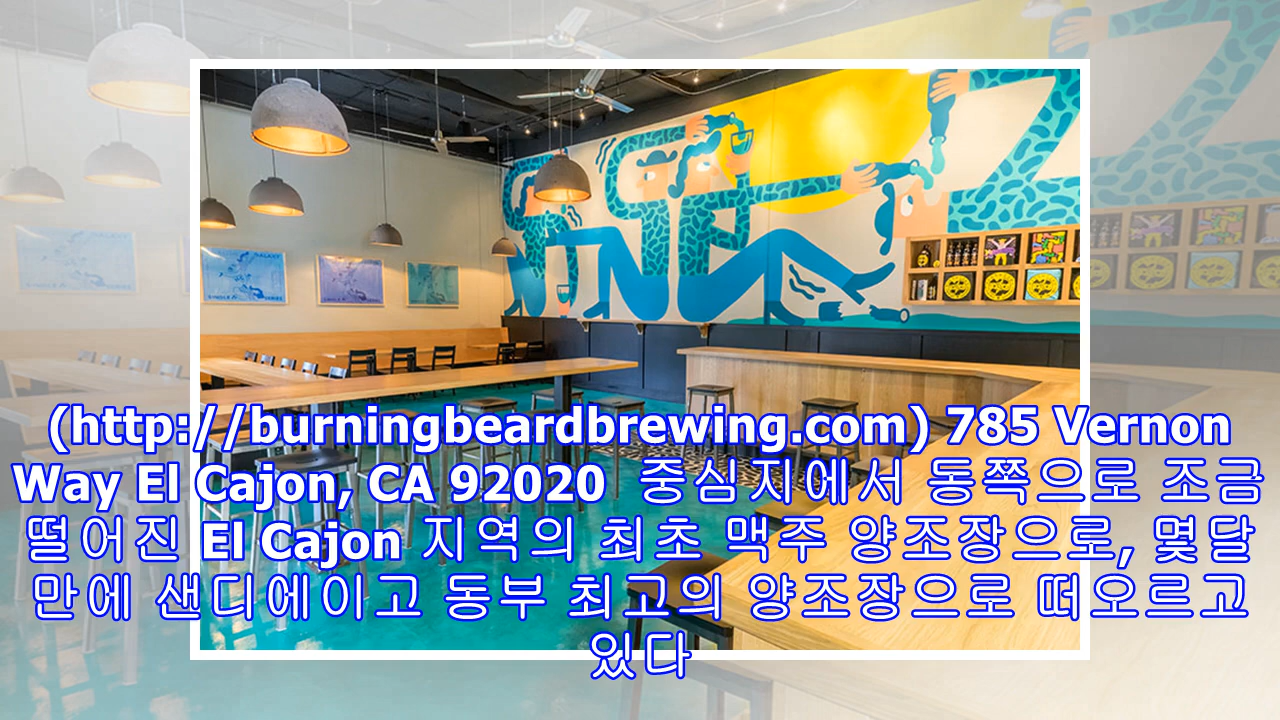 (http://burningbeardbrewing.com) 785 Vernon
Way El Cajon, CA 92020 중심지에서 동쪽으로 조금
떨어진 El Cajon 지역의 최초 맥주 양조장으로, 몇달
만에 샌디에이고 동부 최고의 양조장으로 떠오르고
있다